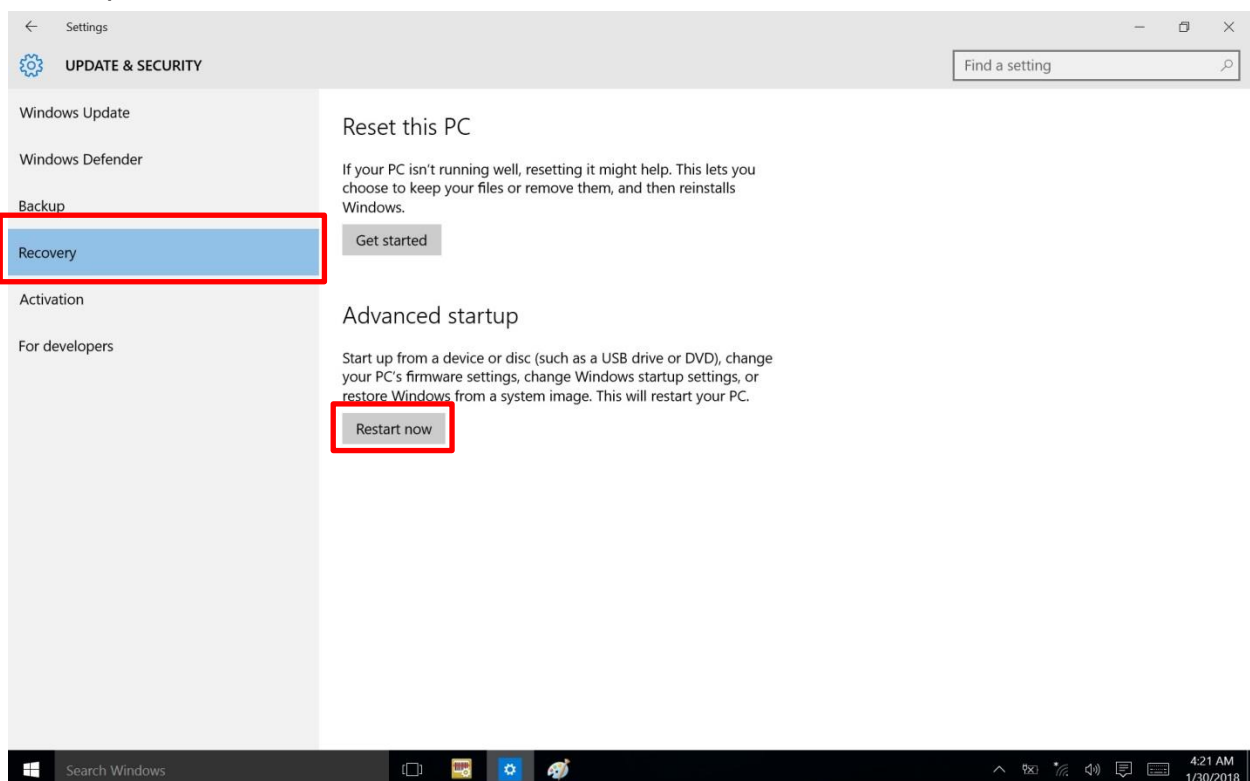 Settings
UPDATE & SECURITY
Find a setting
Windows Update
Windows Defender
Backup
Recovery
Activation
For developers
Reset this PC
If your PC isn't running well, resetting it might help. This lets you
choose to keep your files or remove them, and then reinstalls
Windows.
Get started
Advanced startup
Start up from a device or disc (such as a USB drive or DVD), change
your PC's firmware settings, change Windows startup settings, or
restore Windows from a system image. This will restart your PC.
Restart now
Search Windows
4:21 AM
1/30/2018